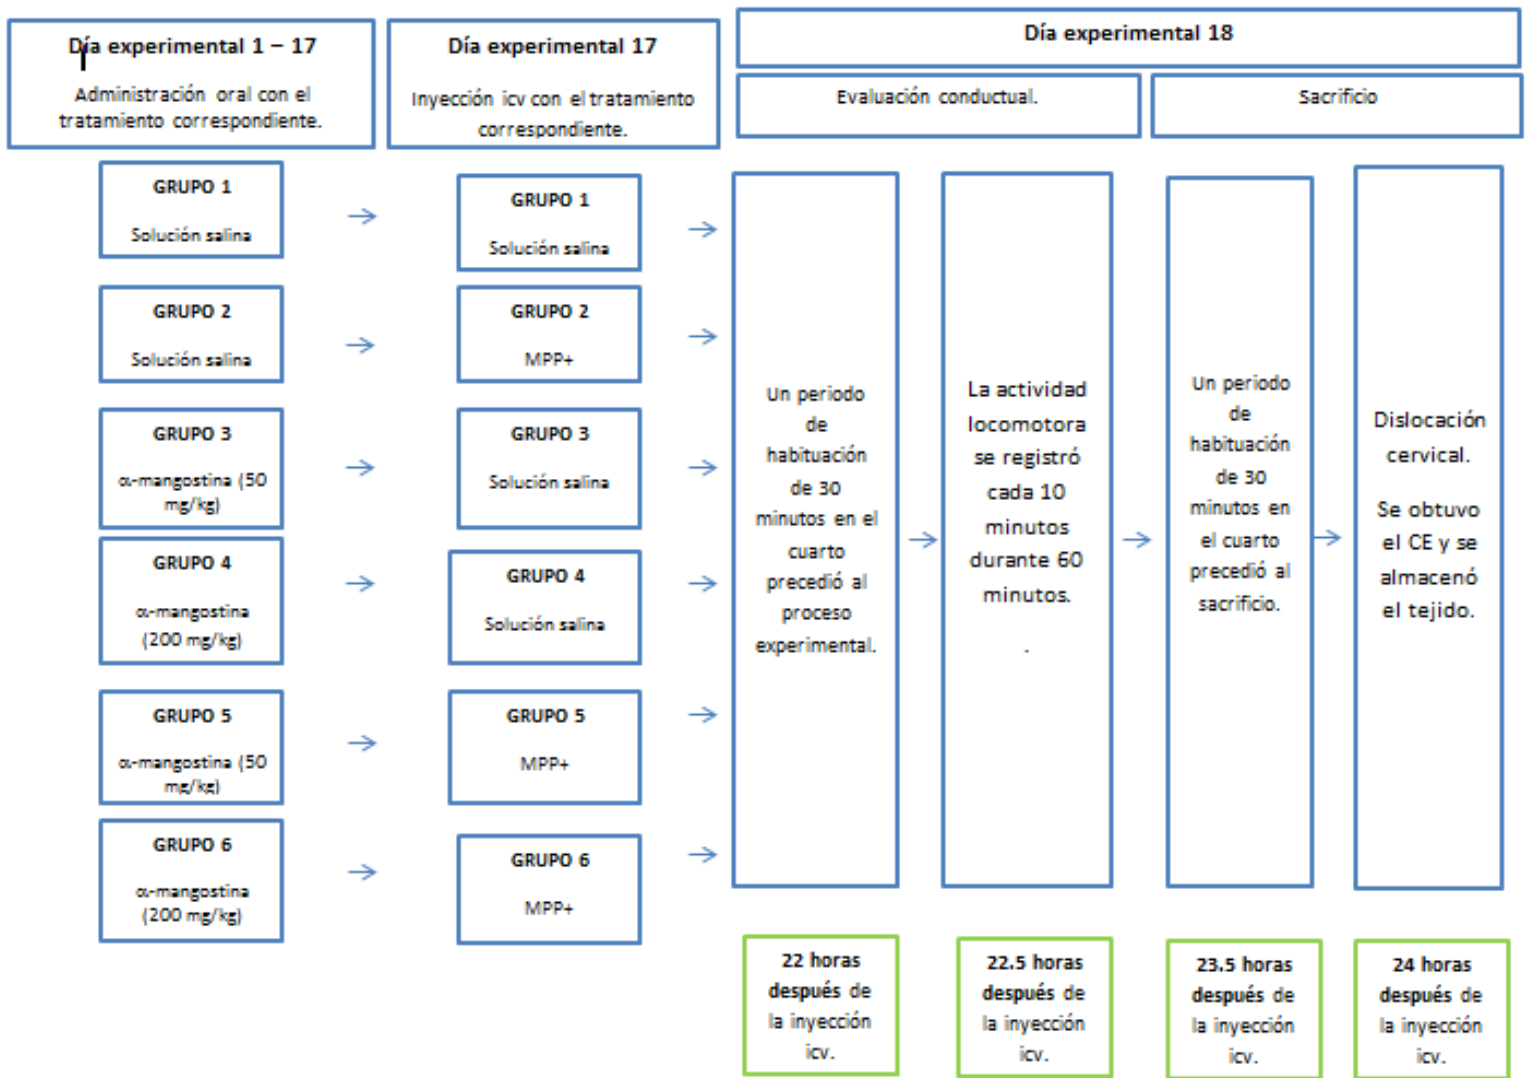 Día experimental 1 – 17
Administración oral con el
tratamiento correspondiente.
Día experimental 17
Inyección icv con el tratamiento
correspondiente.
Día experimental 18
Evaluación conductual.
Sacrificio
GRUPO 1
Solución salina
GRUPO 1
Solución salina
GRUPO 2
Solución salina
GRUPO 2
MPP+
GRUPO 3
α-mangostina (50
mg/kg)
GRUPO 3
Solución salina
GRUPO 4
α-mangostina
(200 mg/kg)
GRUPO 4
Solución salina
GRUPO 5
α-mangostina (50
mg/kg)
GRUPO 5
MPP+
GRUPO 6
α-mangostina
(200 mg/kg)
GRUPO 6
MPP+
Un periodo
de
habituación
de 30
minutos en el
cuarto
precedió al
proceso
experimental.
La actividad
locomotora
se registró
cada 10
minutos
durante 60
minutos.
.
Un periodo
de
habituación
de 30
minutos en
el cuarto
precedió al
sacrificio.
Dislocación
cervical.
Se obtuvo
el CE y se
almacenó
el tejido.
22 horas
después de
la inyección
icv.
22.5 horas
después de
la inyección
icv.
23.5 horas
después de
la inyección
icv.
24 horas
después de
la inyección
icv.